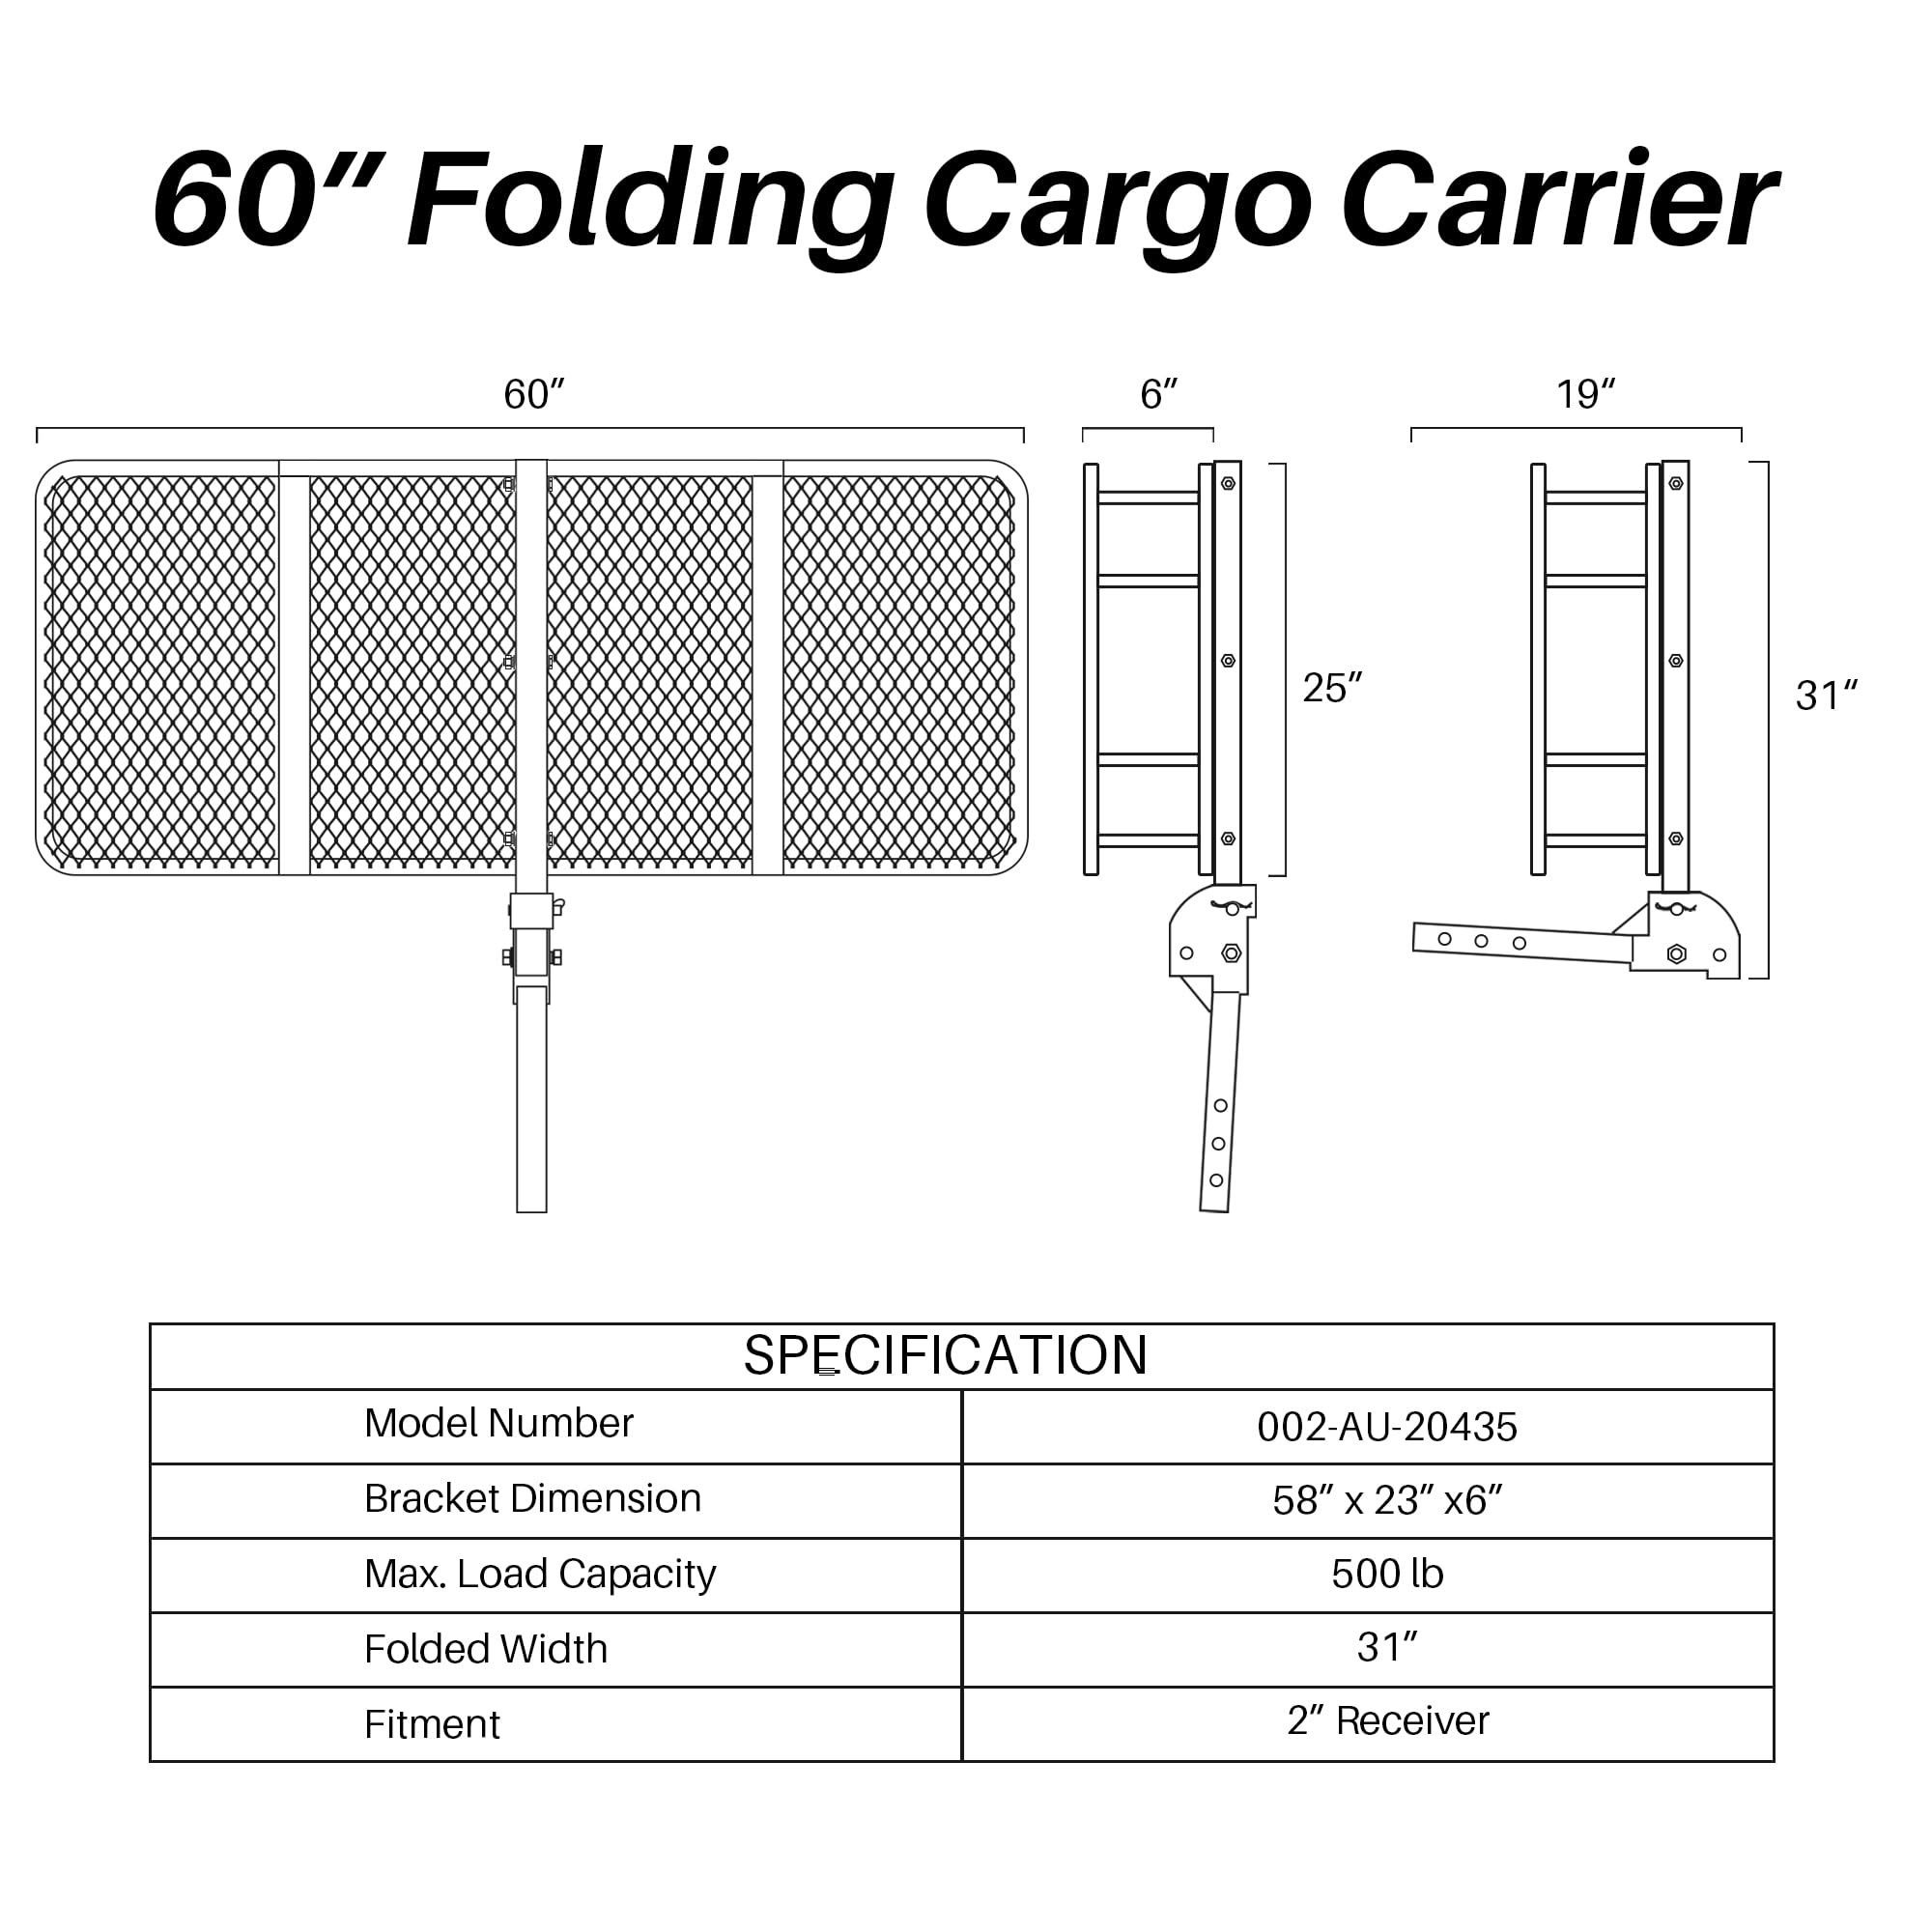 60” Folding Cargo Carrier
60”
6”
19“
25”
31“
SPECIFICATION
Model Number 002-AU-20435
Bracket Dimension 58” x 23” x6”
Max. Load Capacity 500 lb
Folded Width 31”
Fitment 2” Receiver